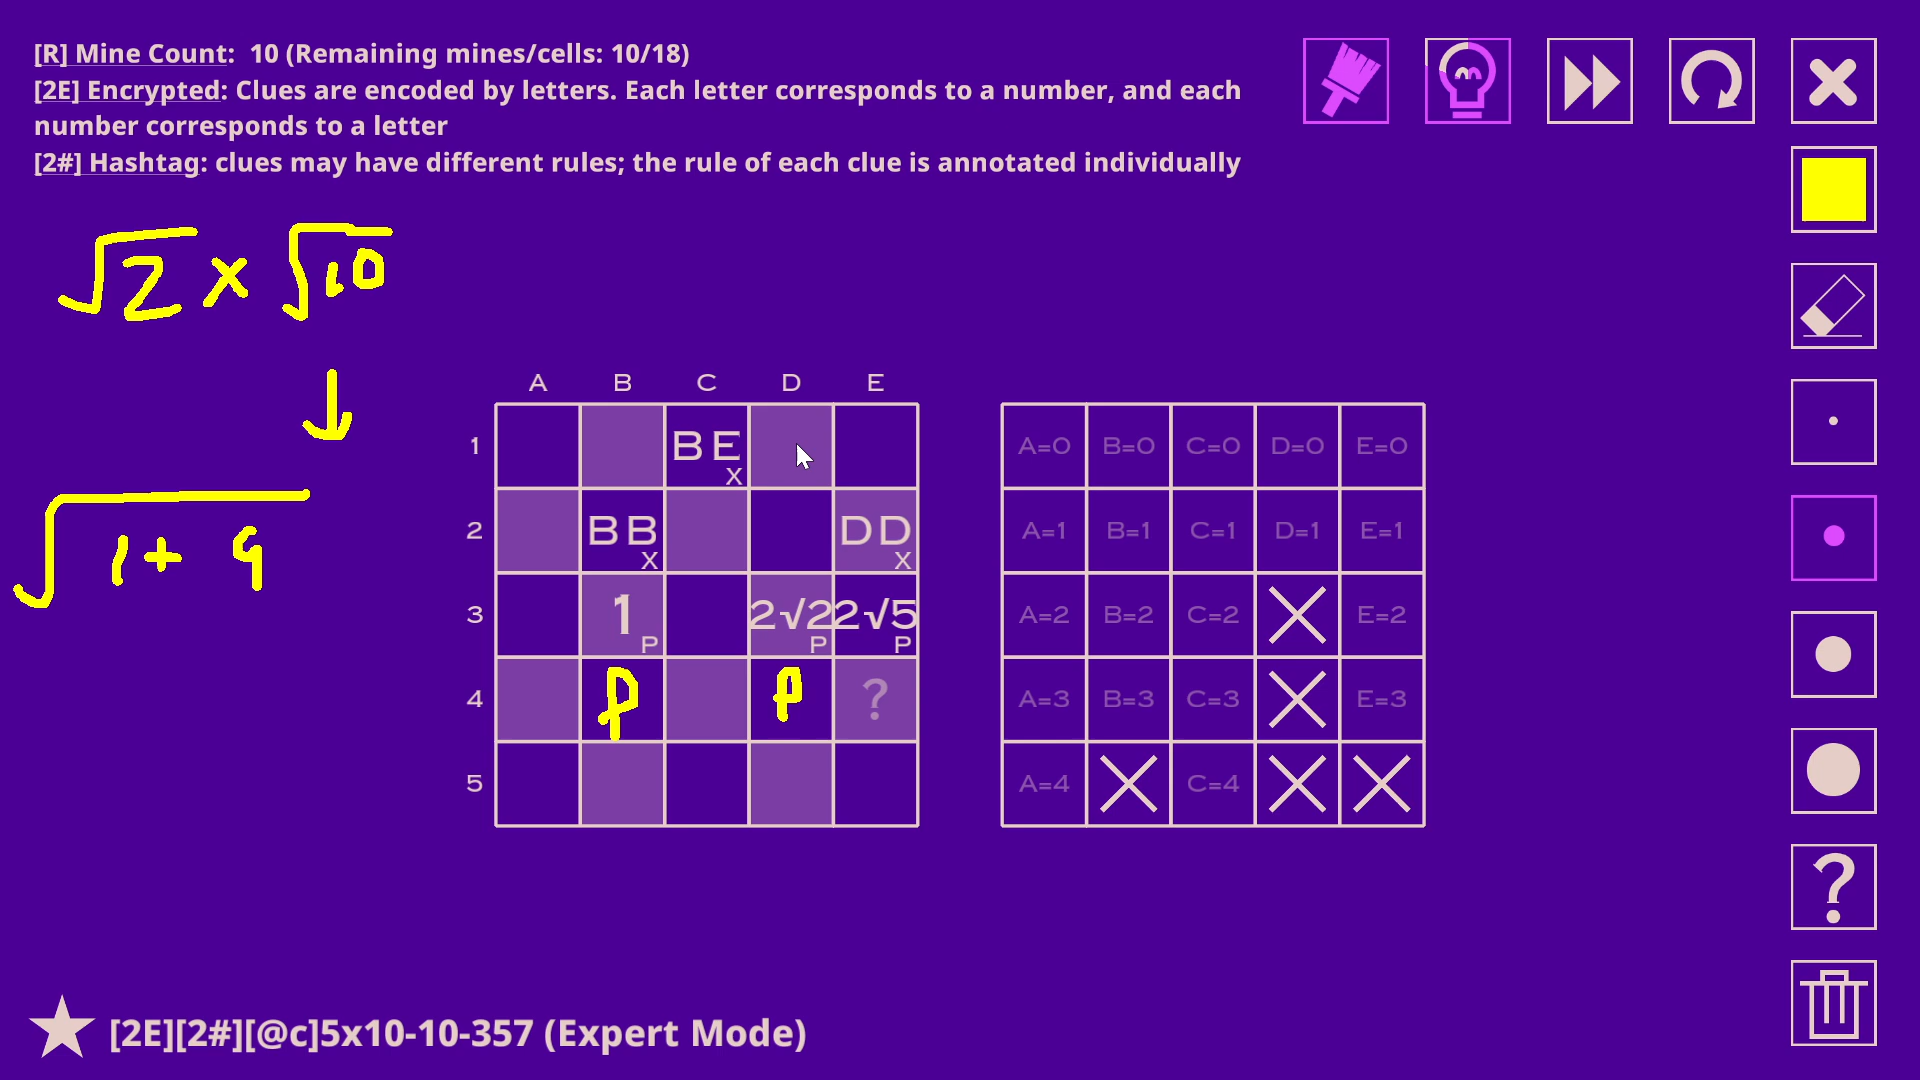 [R] Mine Count:  10 (Remaining mines/cells: 10/18)
[2E] Encrypted: Clues are encoded by letters. Each letter corresponds to a number, and each
number corresponds to a letter
[2#] Hashtag: clues may have different rules; the rule of each clue is annotated individually
√2 x √10
√1+ 9
A B C D E
1 BE X A=0 B=0 C=0 D=0 E=0
2 BB X DD X A=1 B=1 C=1 D=1 E=1
3 1 P 2√2 P 2√5 P A=2 B=2 C=2 E=2
4 P P ? A=3 B=3 C=3 E=3
5 A=4 C=4
?
[2E][2#][@c]5x10-10-357 (Expert Mode)